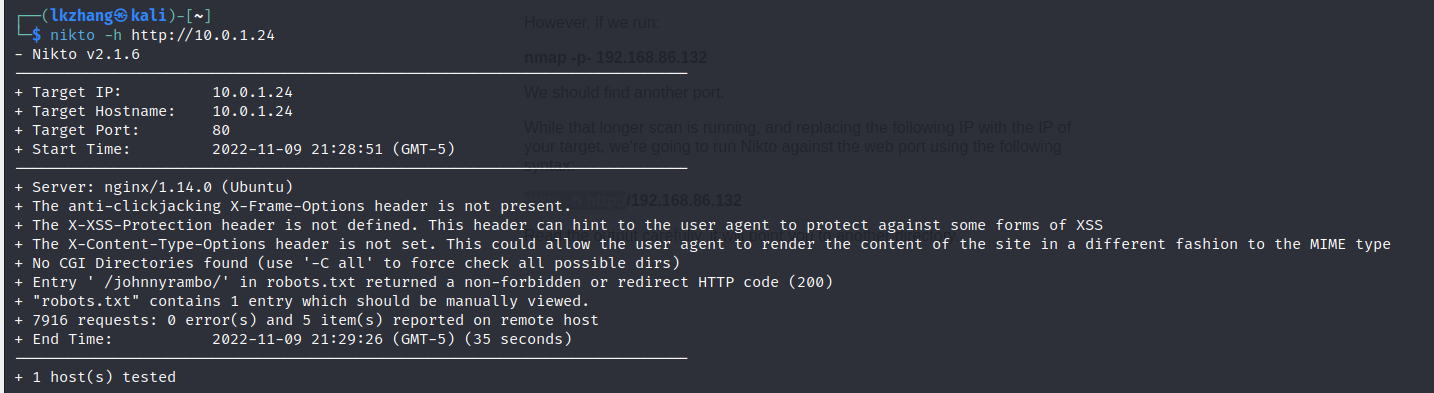 ┌──(lkzhang㉿kali)-[~]
└─$ nikto -h http://10.0.1.24
- Nikto v2.1.6
---------------------------------------------------------------------------
+ Target IP:          10.0.1.24
+ Target Hostname:    10.0.1.24
+ Target Port:        80
+ Start Time:         2022-11-09 21:28:51 (GMT-5)
---------------------------------------------------------------------------
+ Server: nginx/1.14.0 (Ubuntu)
+ The anti-clickjacking X-Frame-Options header is not present.
+ The X-XSS-Protection header is not defined. This header can hint to the user agent to protect against some forms of XSS
+ The X-Content-Type-Options header is not set. This could allow the user agent to render the content of the site in a different fashion to the MIME type
+ No CGI Directories found (use '-C all' to force check all possible dirs)
+ Entry ' /johnnyrambo/' in robots.txt returned a non-forbidden or redirect HTTP code (200)
+ "robots.txt" contains 1 entry which should be manually viewed.
+ 7916 requests: 0 error(s) and 5 item(s) reported on remote host
+ End Time:           2022-11-09 21:29:26 (GMT-5) (35 seconds)
---------------------------------------------------------------------------
+ 1 host(s) tested
However, if we run:
nmap -p- 192.168.86.132
We should find another port.
While that longer scan is running, and replacing the following IP with the IP of
your target, we're going to run Nikto against the web port using the following
syntax:
/192.168.86.132